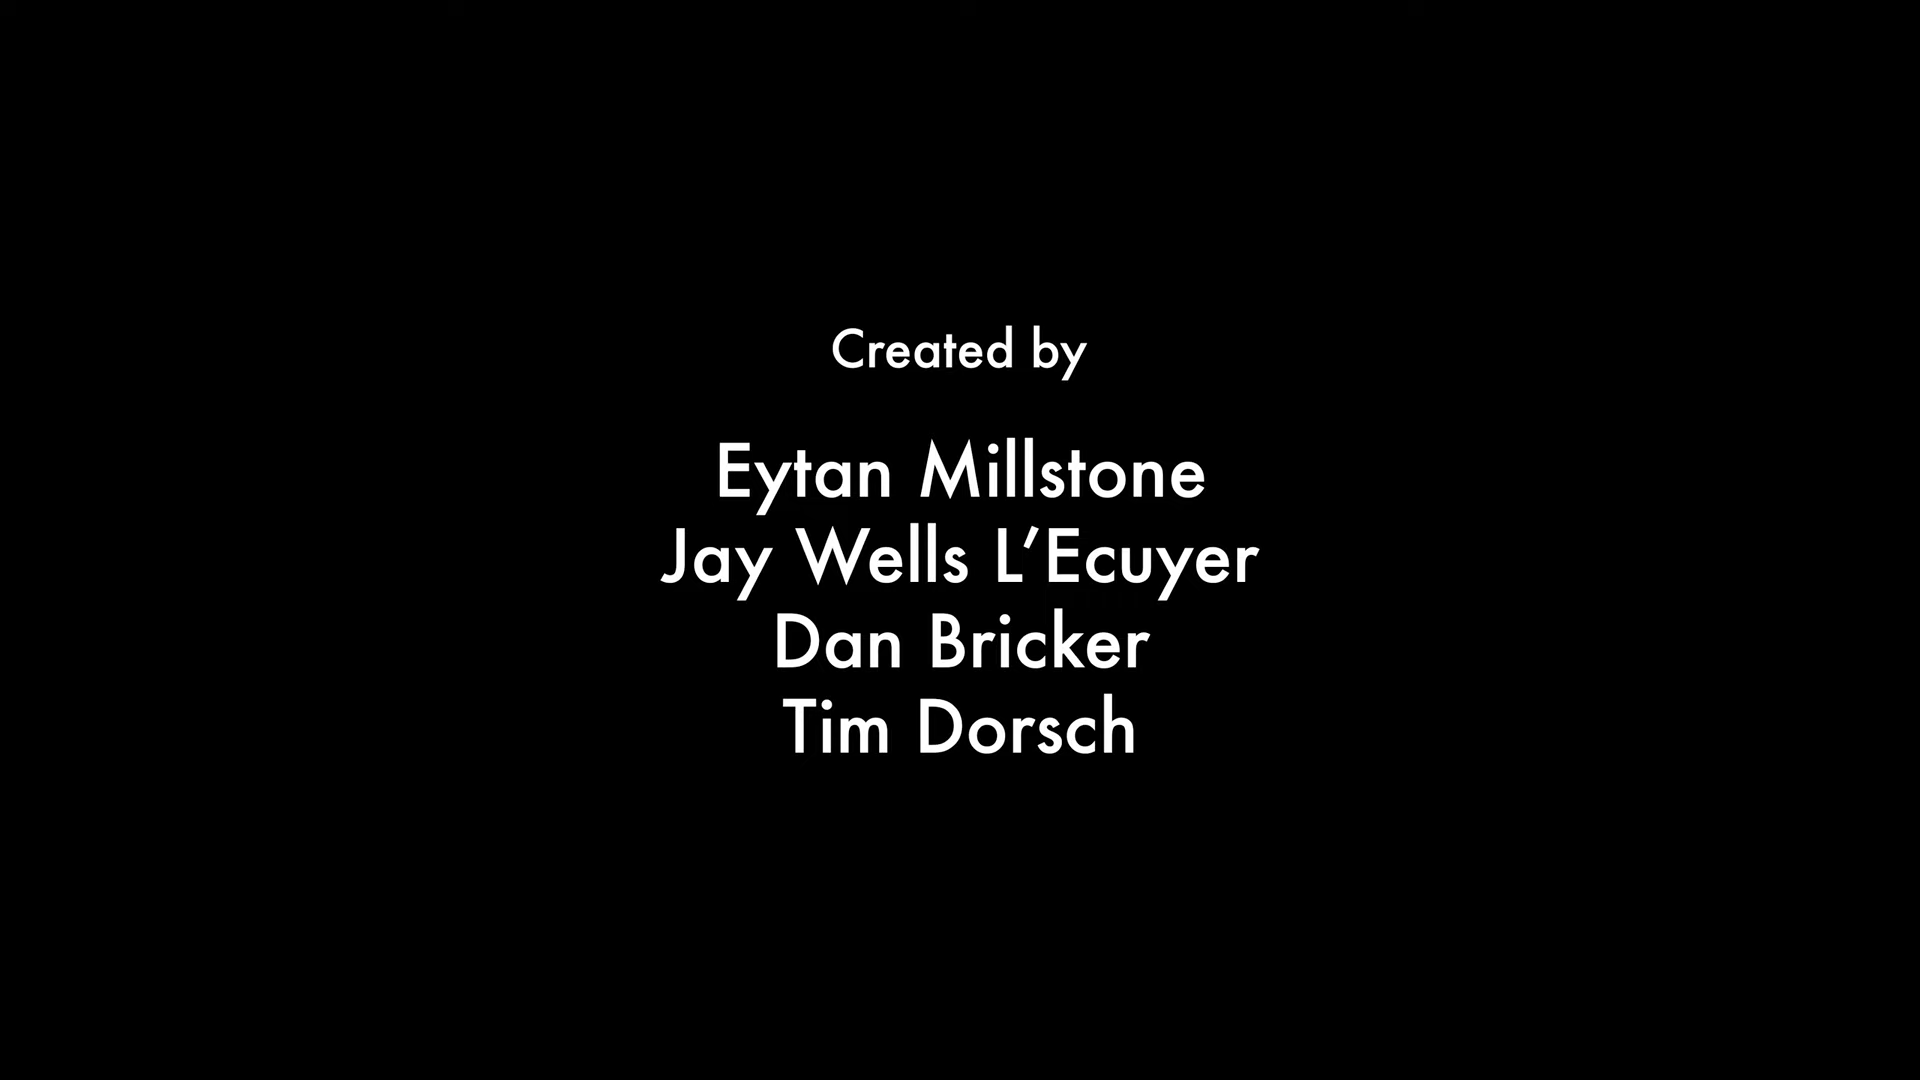 Created by
Eytan Millstone
Jay Wells L’Ecuyer
Dan Bricker
Tim Dorsch